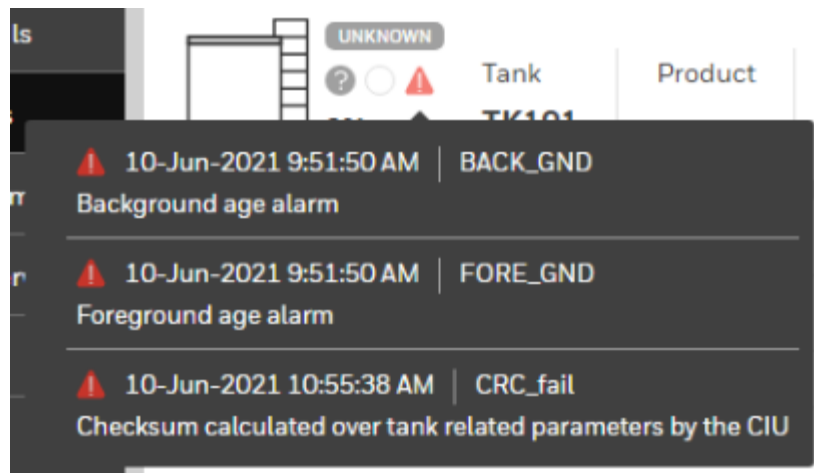 ls
UNKNOWN
?
Tank Product
TK101
s
10-Jun-2021 9:51:50 AM | BACK_GND
Background age alarm
10-Jun-2021 9:51:50 AM | FORE_GND
Foreground age alarm
10-Jun-2021 10:55:38 AM | CRC_fail
Checksum calculated over tank related parameters by the CIU